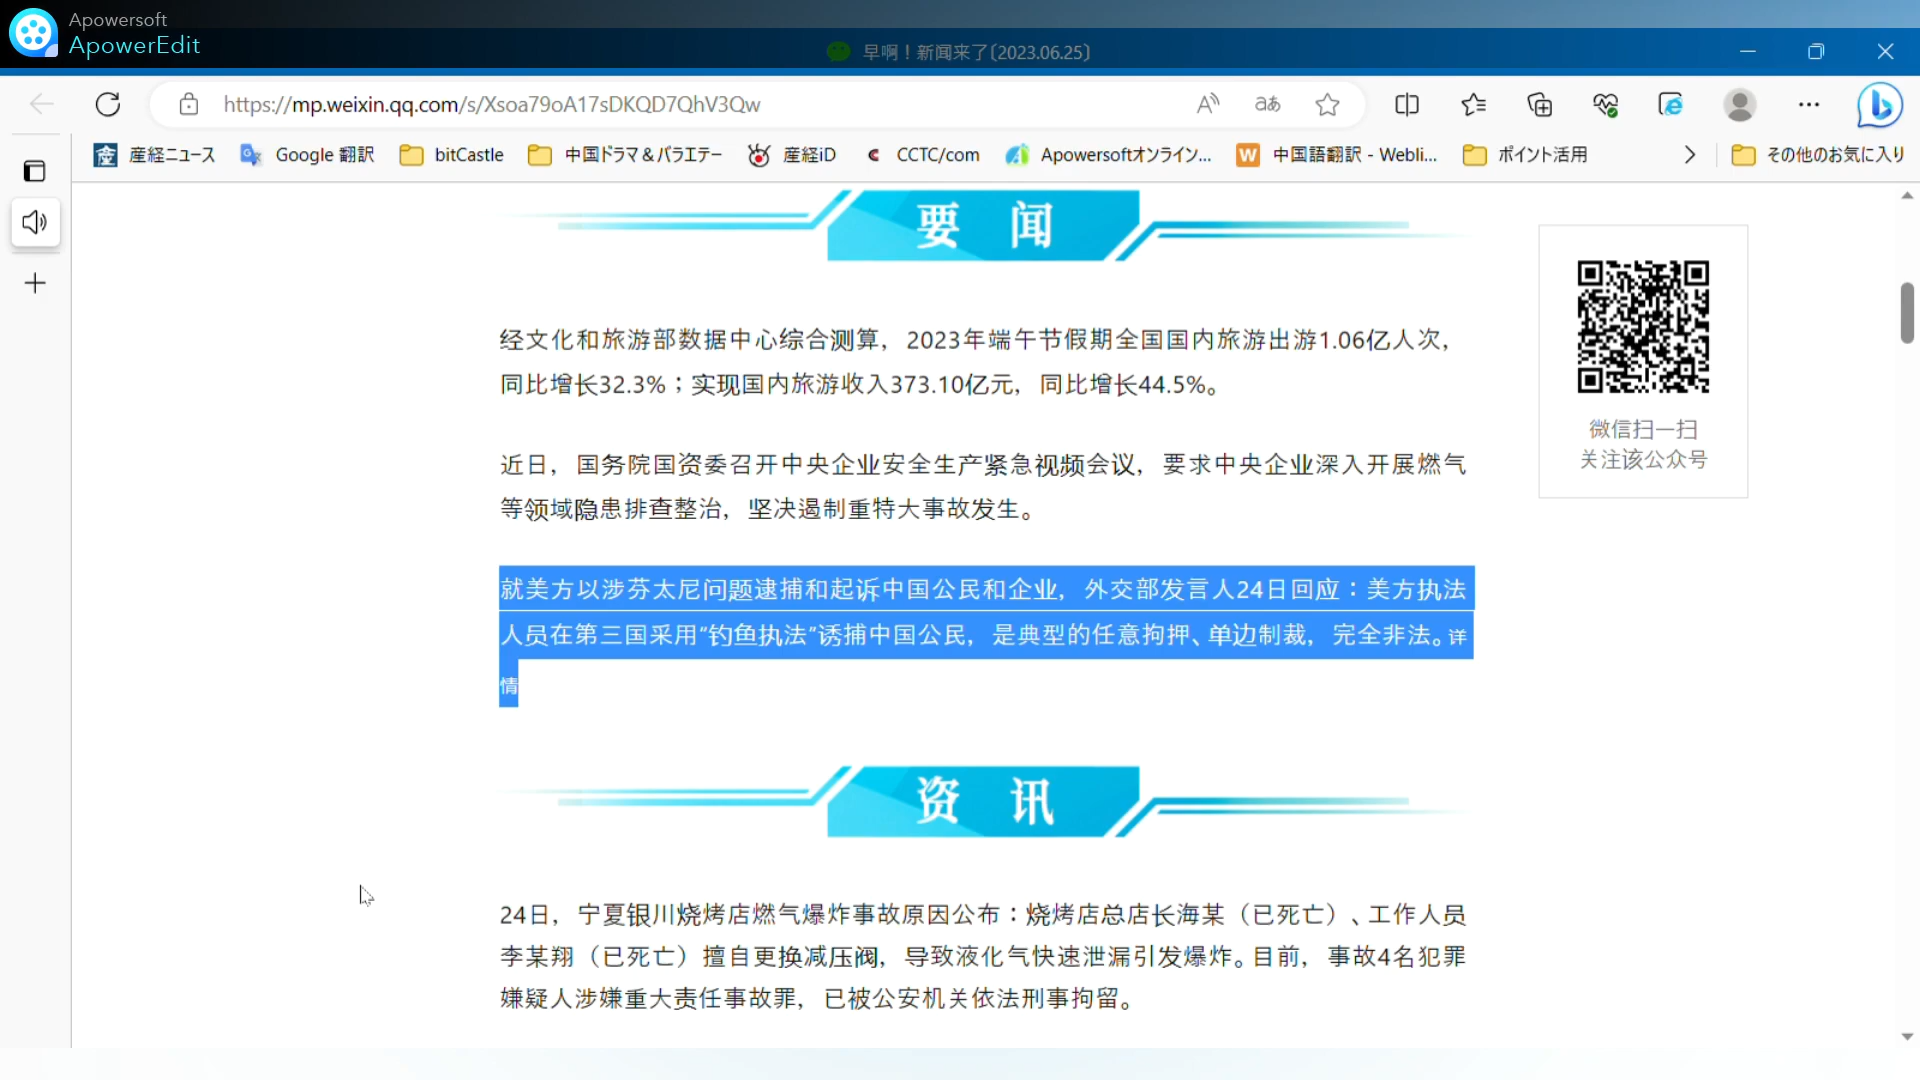 Apowersoft
ApowerEdit
早啊！新闻来了〔2023.06.25〕
https://mp.weixin.qq.com/s/Xsoa79oA17sDKQD7QhV3Qw
産経ニュース
Google 翻訳
bitCastle
中国ドラマ＆バラエテー
産経iD
CCTC/com
Apowersoftオンライン...
中国語翻訳 - Webli...
ポイント活用
その他のお気に入り
要 闻
经文化和旅游部数据中心综合测算，2023年端午节假期全国国内旅游出游1.06亿人次，
同比增长32.3%；实现国内旅游收入373.10亿元，同比增长44.5%。
近日，国务院国资委召开中央企业安全生产紧急视频会议，要求中央企业深入开展燃气
等领域隐患排查整治，坚决遏制重特大事故发生。
就美方以涉芬太尼问题逮捕和起诉中国公民和企业，外交部发言人24日回应：美方执法
人员在第三国采用“钓鱼执法”诱捕中国公民，是典型的任意拘押、单边制裁，完全非法。详
情
微信扫一扫
关注该公众号
资 讯
24日，宁夏银川烧烤店燃气爆炸事故原因公布：烧烤店总店长海某（已死亡）、工作人员
李某翔（已死亡）擅自更换减压阀，导致液化气快速泄漏引发爆炸。目前，事故4名犯罪
嫌疑人涉嫌重大责任事故罪，已被公安机关依法刑事拘留。